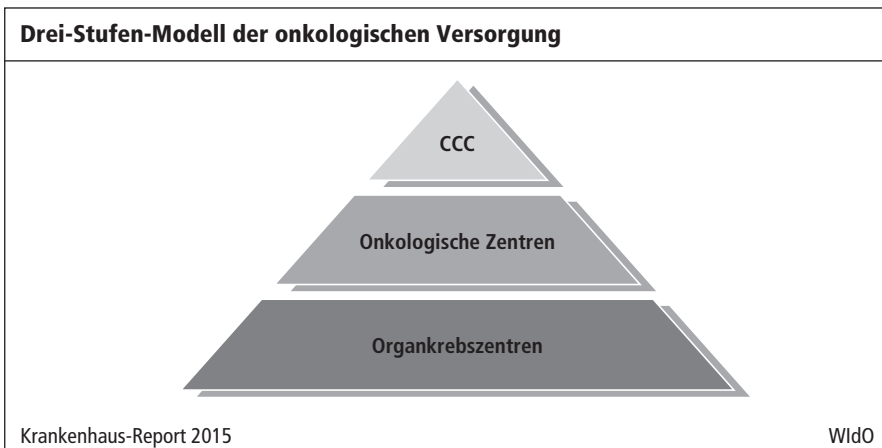 Drei-Stufen-Modell der onkologischen Versorgung
CCC
Onkologische Zentren
Organkrebszentren
Krankenhaus-Report 2015
WIdO